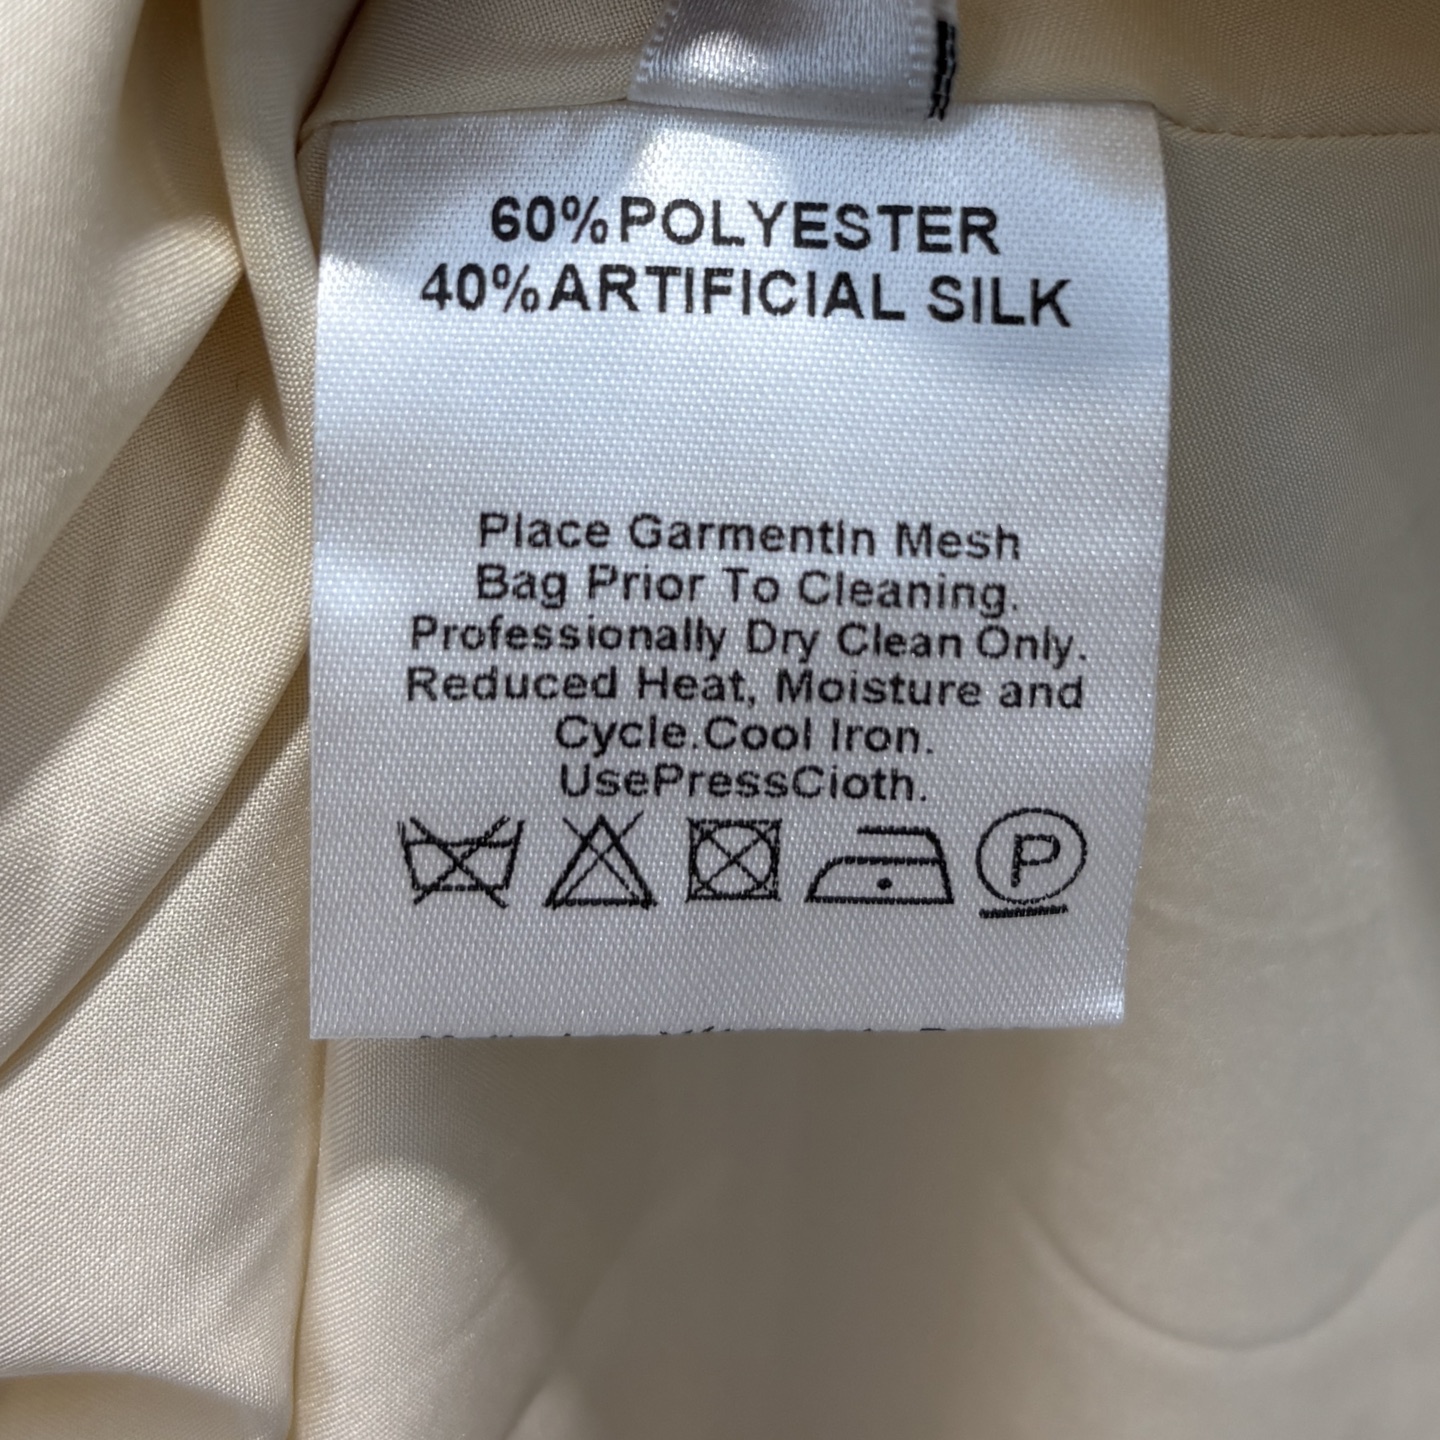 60%POLYESTER
40%ARTIFICIAL SILK
Place GarmentIn Mesh
Bag Prior To Cleaning.
Professionally Dry Clean Only.
Reduced Heat, Moisture and
Cycle.Cool Iron.
UsePressCioth.
P